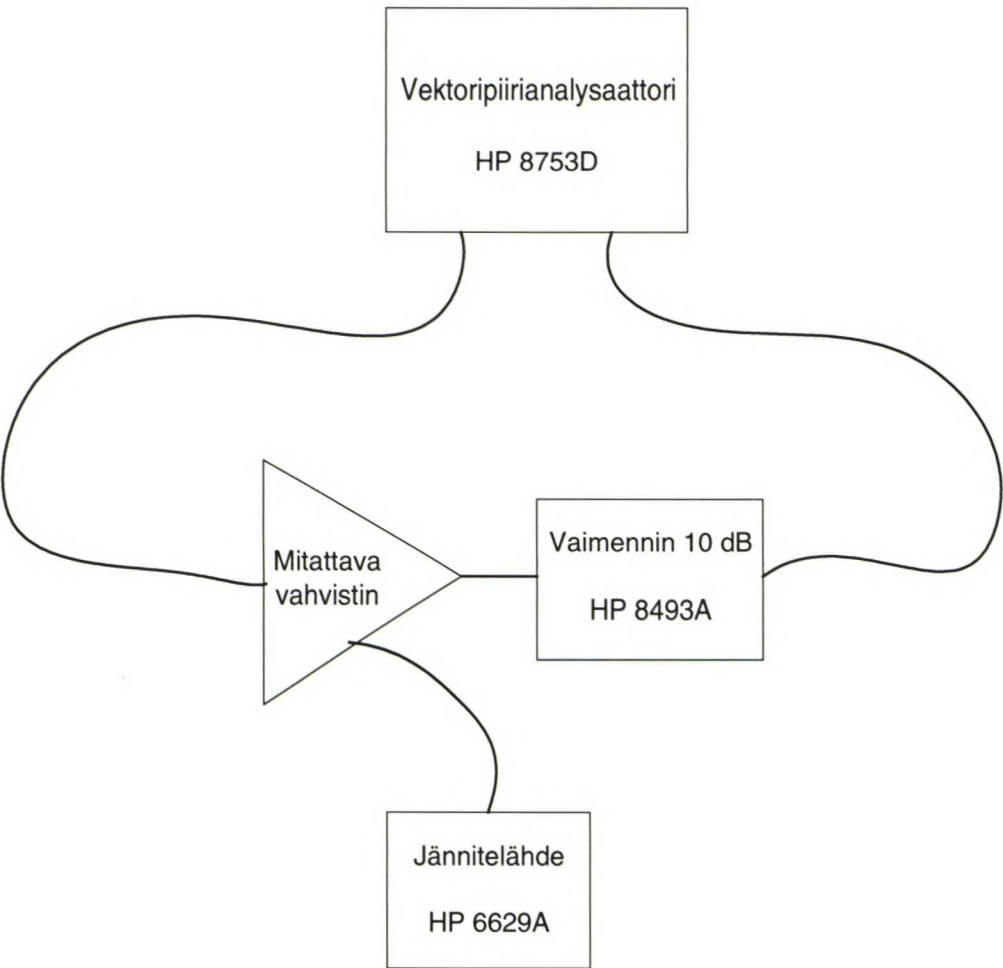 Vektoripiirianalysaattori
HP 8753D
Mitattava
vahvistin
Vaimennin 10 dB
HP 8493A
Jännitelähde
HP 6629A